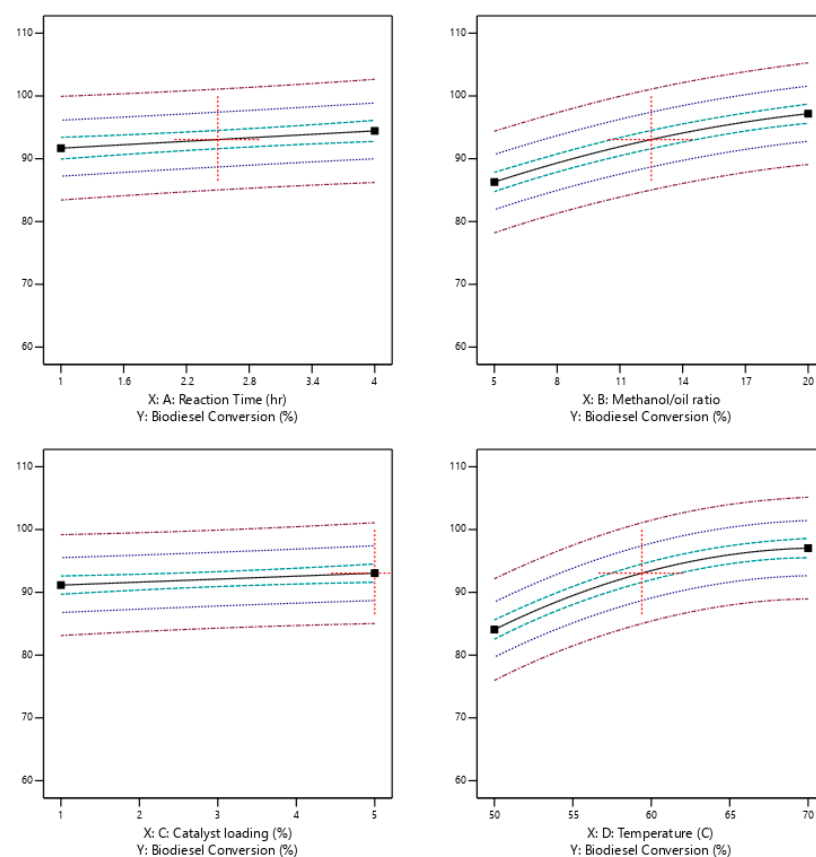 110
100
90
80
70
60
1 1.6 2.2 2.8 3.4 4
X: A: Reaction Time (hr)
Y: Biodiesel Conversion (%)
110
100
90
80
70
60
5 8 11 14 17 20
X: B: Methanol/oil ratio
Y: Biodiesel Conversion (%)
110
100
90
80
70
60
1 2 3 4 5
X: C: Catalyst loading (%)
Y: Biodiesel Conversion (%)
110
100
90
80
70
60
50 55 60 65 70
X: D: Temperature (C)
Y: Biodiesel Conversion (%)